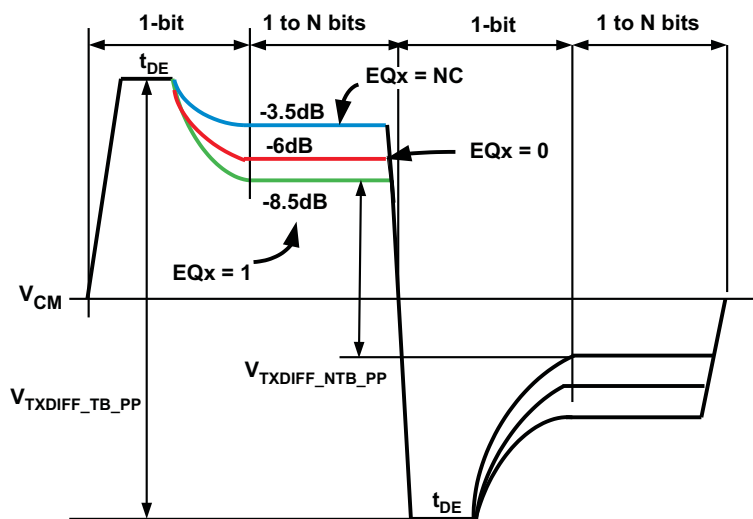 1-bit
1 to N bits
1-bit
1 to N bits
tDE
EQx = NC
-3.5dB
-6dB
EQx = 0
-8.5dB
EQx = 1
VCM
VTXDIFF_NTB_PP
VTXDIFF_TB_PP
tDE